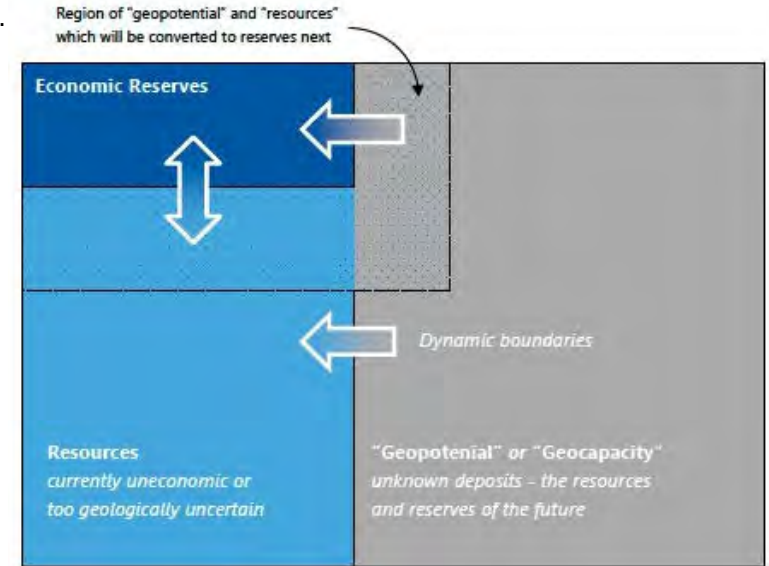 .
Region of "geopotential" and "resources"
which will be converted to reserves next
Economic Reserves
Dynamic boundaries
Resources
currently uneconomic or
too geologically uncertain
"Geopotenial" or "Geocapacity"
unknown deposits – the resources
and reserves of the future